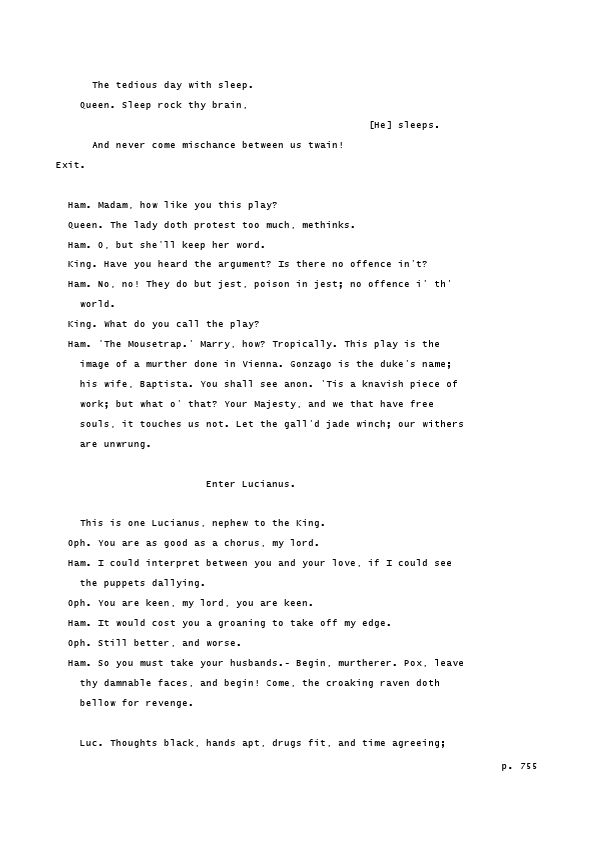 The tedious day with sleep.
Queen. Sleep rock thy brain,
[He] sleeps.
And never come mischance between us twain!
Exit.
Ham. Madam, how like you this play?
Queen. The lady doth protest too much, methinks.
Ham. O, but she'll keep her word.
King. Have you heard the argument? Is there no offence in't?
Ham. No, no! They do but jest, poison in jest; no offence i' th'
world.
King. What do you call the play?
Ham. 'The Mousetrap.' Marry, how? Tropically. This play is the
image of a murther done in Vienna. Gonzago is the duke's name;
his wife, Baptista. You shall see anon. 'Tis a knavish piece of
work; but what o' that? Your Majesty, and we that have free
souls, it touches us not. Let the gall'd jade winch; our withers
are unwrung.
Enter Lucianus.
This is one Lucianus, nephew to the King.
Oph. You are as good as a chorus, my lord.
Ham. I could interpret between you and your love, if I could see
the puppets dallying.
Oph. You are keen, my lord, you are keen.
Ham. It would cost you a groaning to take off my edge.
Oph. Still better, and worse.
Ham. So you must take your husbands.- Begin, murtherer. Pox, leave
thy damnable faces, and begin! Come, the croaking raven doth
bellow for revenge.
Luc. Thoughts black, hands apt, drugs fit, and time agreeing;
p. 755